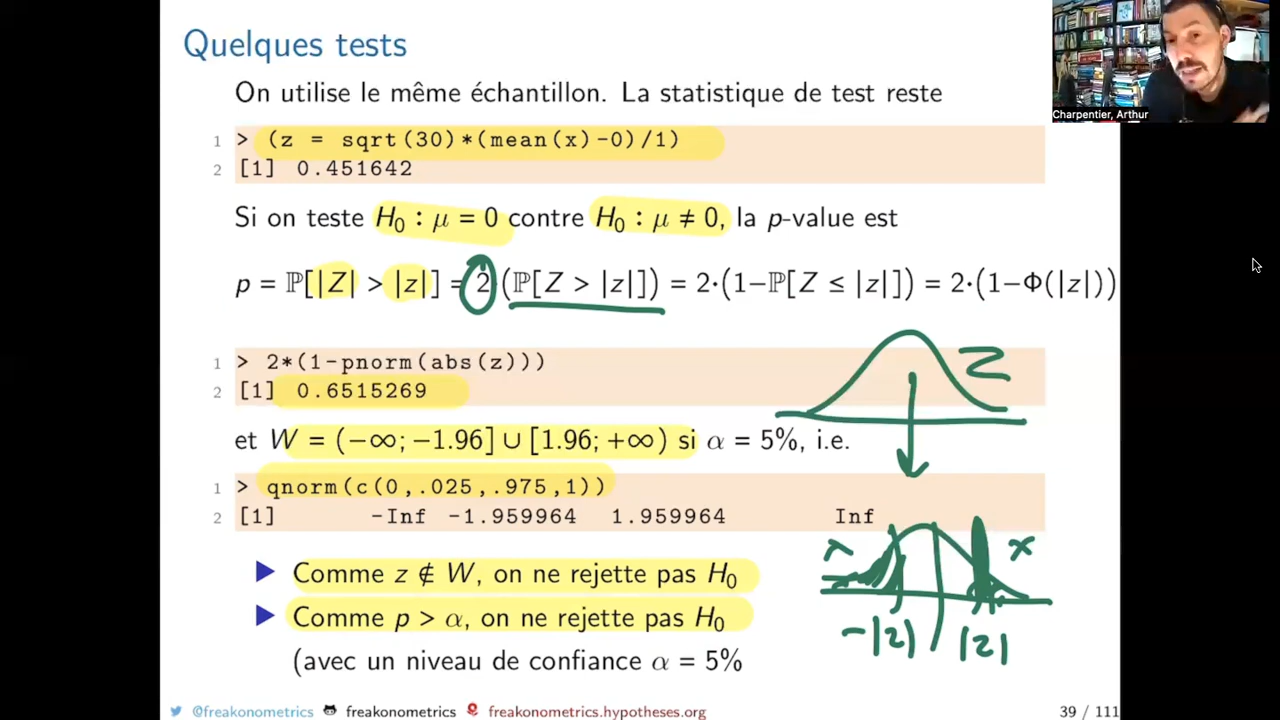 Quelques tests
Charpentier, Arthur
On utilise le même échantillon. La statistique de test reste
1 > (z = sqrt(30)*(mean(x)-0)/1)
2 [1] 0.451642
Si on teste H₀ : μ = 0 contre H₀ : μ ≠ 0, la p-value est
p = ℙ[|Z| > |z|] = 2·(ℙ[Z > |z|]) = 2·(1−ℙ[Z ≤ |z|]) = 2·(1−Φ(|z|))
1 > 2*(1-pnorm(abs(z)))
2 [1] 0.6515269
Z
et W = (−∞; −1.96] ∪ [1.96; +∞) si α = 5%, i.e.
1 > qnorm(c(0,.025,.975,1))
2 [1] -Inf -1.959964 1.959964 Inf
▶ Comme z ∉ W, on ne rejette pas H₀
▶ Comme p > α, on ne rejette pas H₀
-|z| |z|
(avec un niveau de confiance α = 5%
@freakonometrics freakonometrics freakonometrics.hypotheses.org 39 / 111